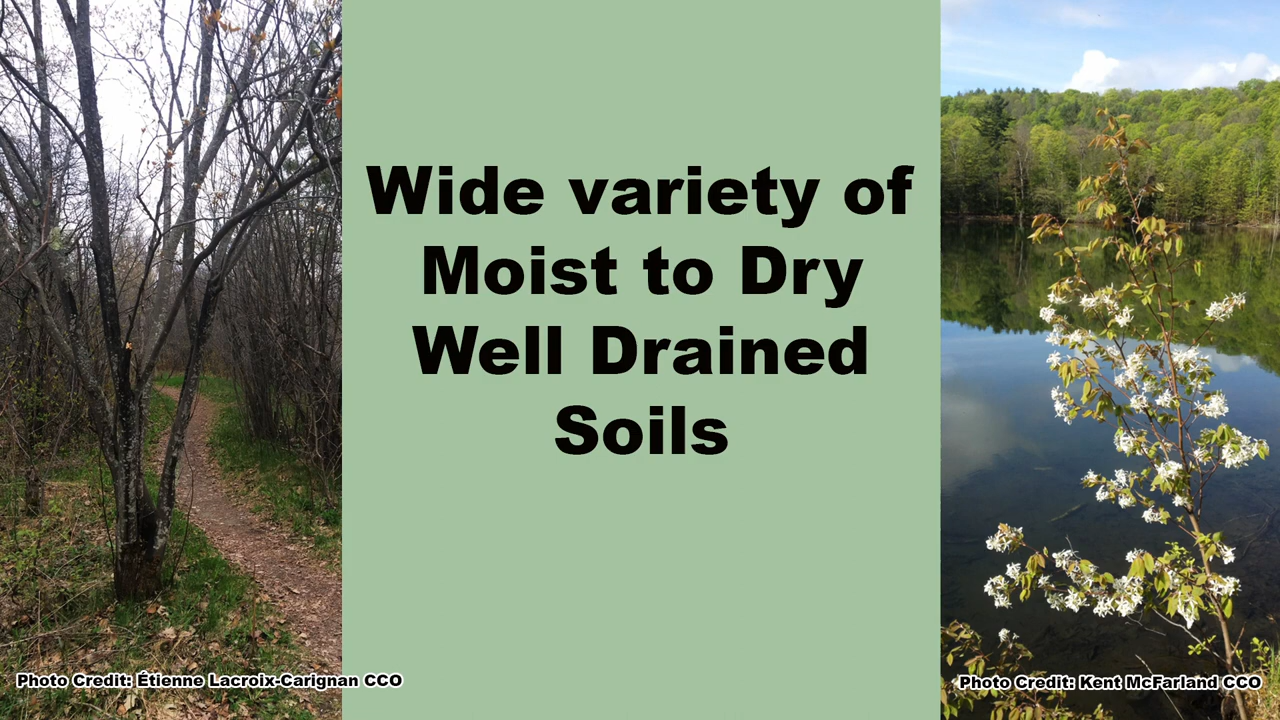 Wide variety of
Moist to Dry
Well Drained
Soils
Photo Credit: Étienne Lacroix-Carignan CCO
Photo Credit: Kent McFarland CCO